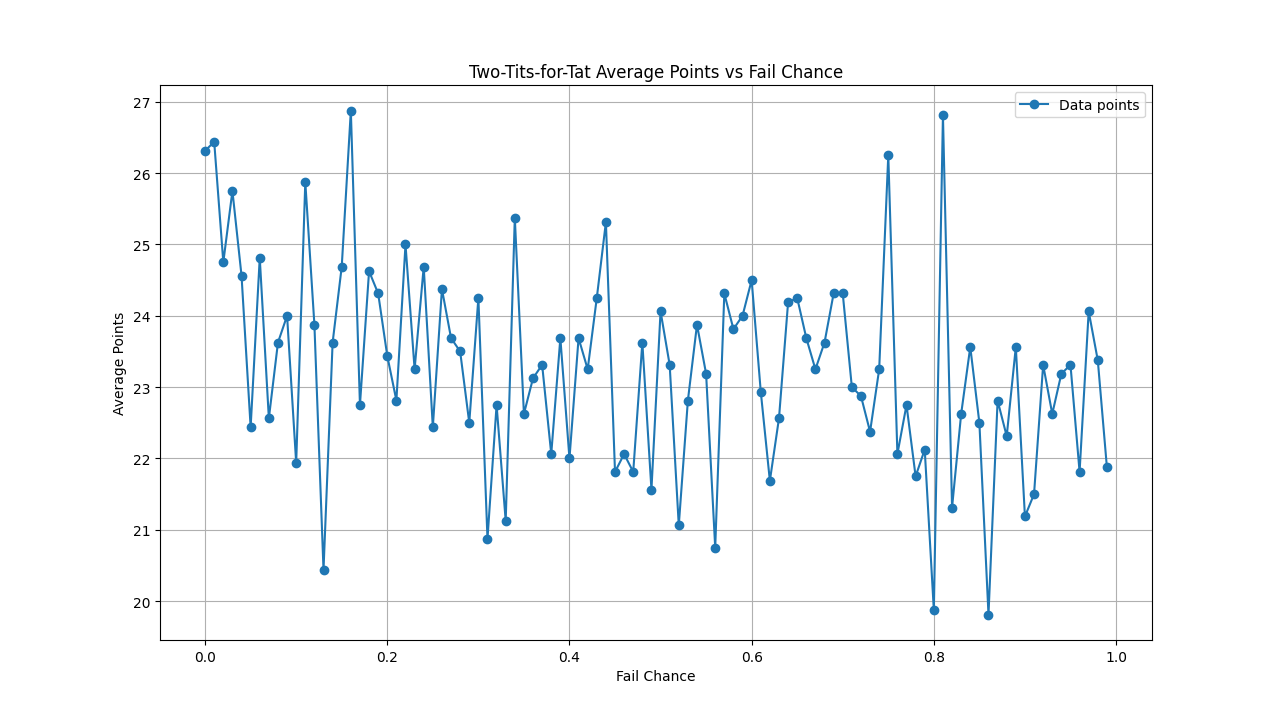 Two-Tits-for-Tat Average Points vs Fail Chance
Data points
27
26
25
24
23
22
21
20
Average Points
0.0 0.2 0.4 0.6 0.8 1.0
Fail Chance